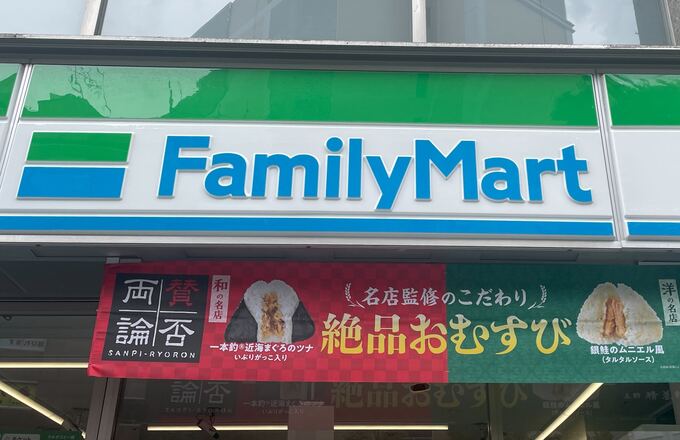 FamilyMart
賛否
両論
SANPI-RYORON
和の名店
一本釣®近海まぐろのツナ
いぶりがっこ入り
名店監修のこだわり
絶品おむすび
洋の名店
銀鮭のムニエル風
(タルタルソース)